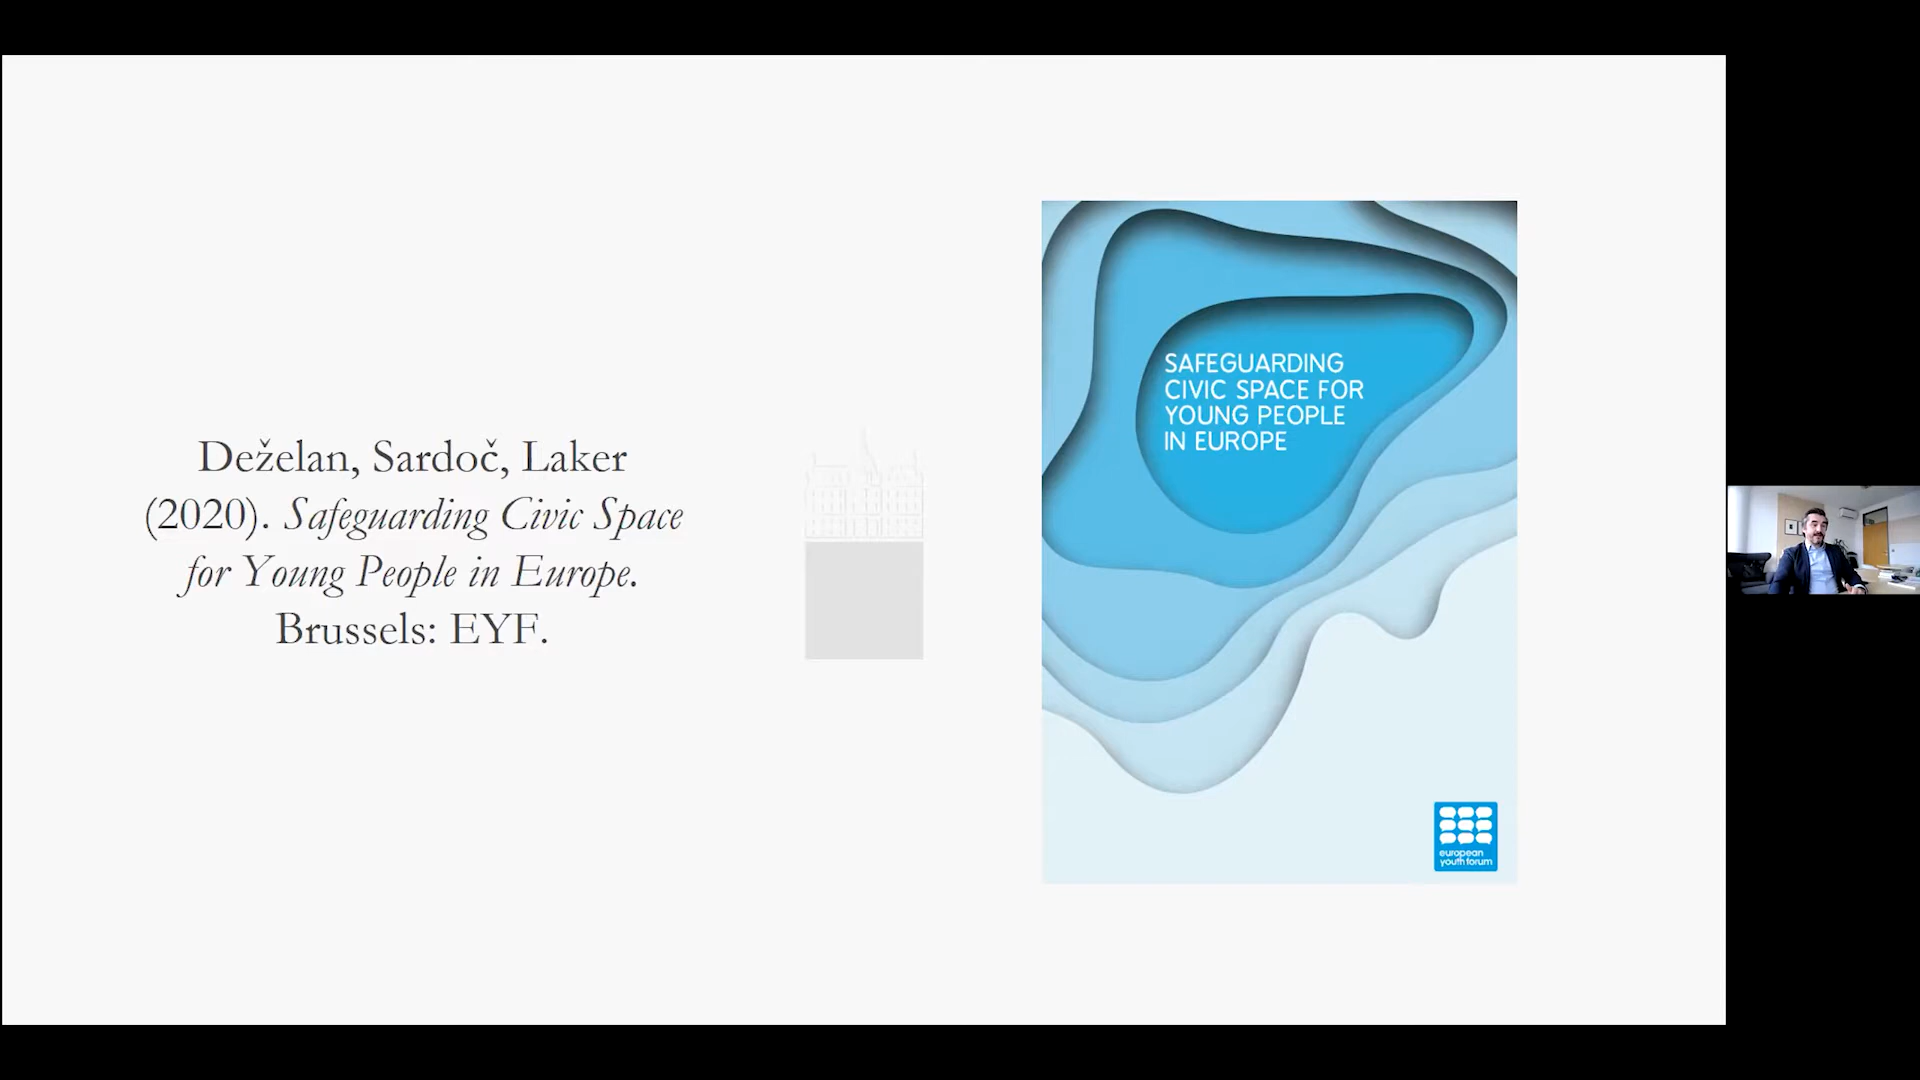 Deželan, Sardoč, Laker
(2020). Safeguarding Civic Space
for Young People in Europe.
Brussels: EYF.
SAFEGUARDING
CIVIC SPACE FOR
YOUNG PEOPLE
IN EUROPE
european
youth forum